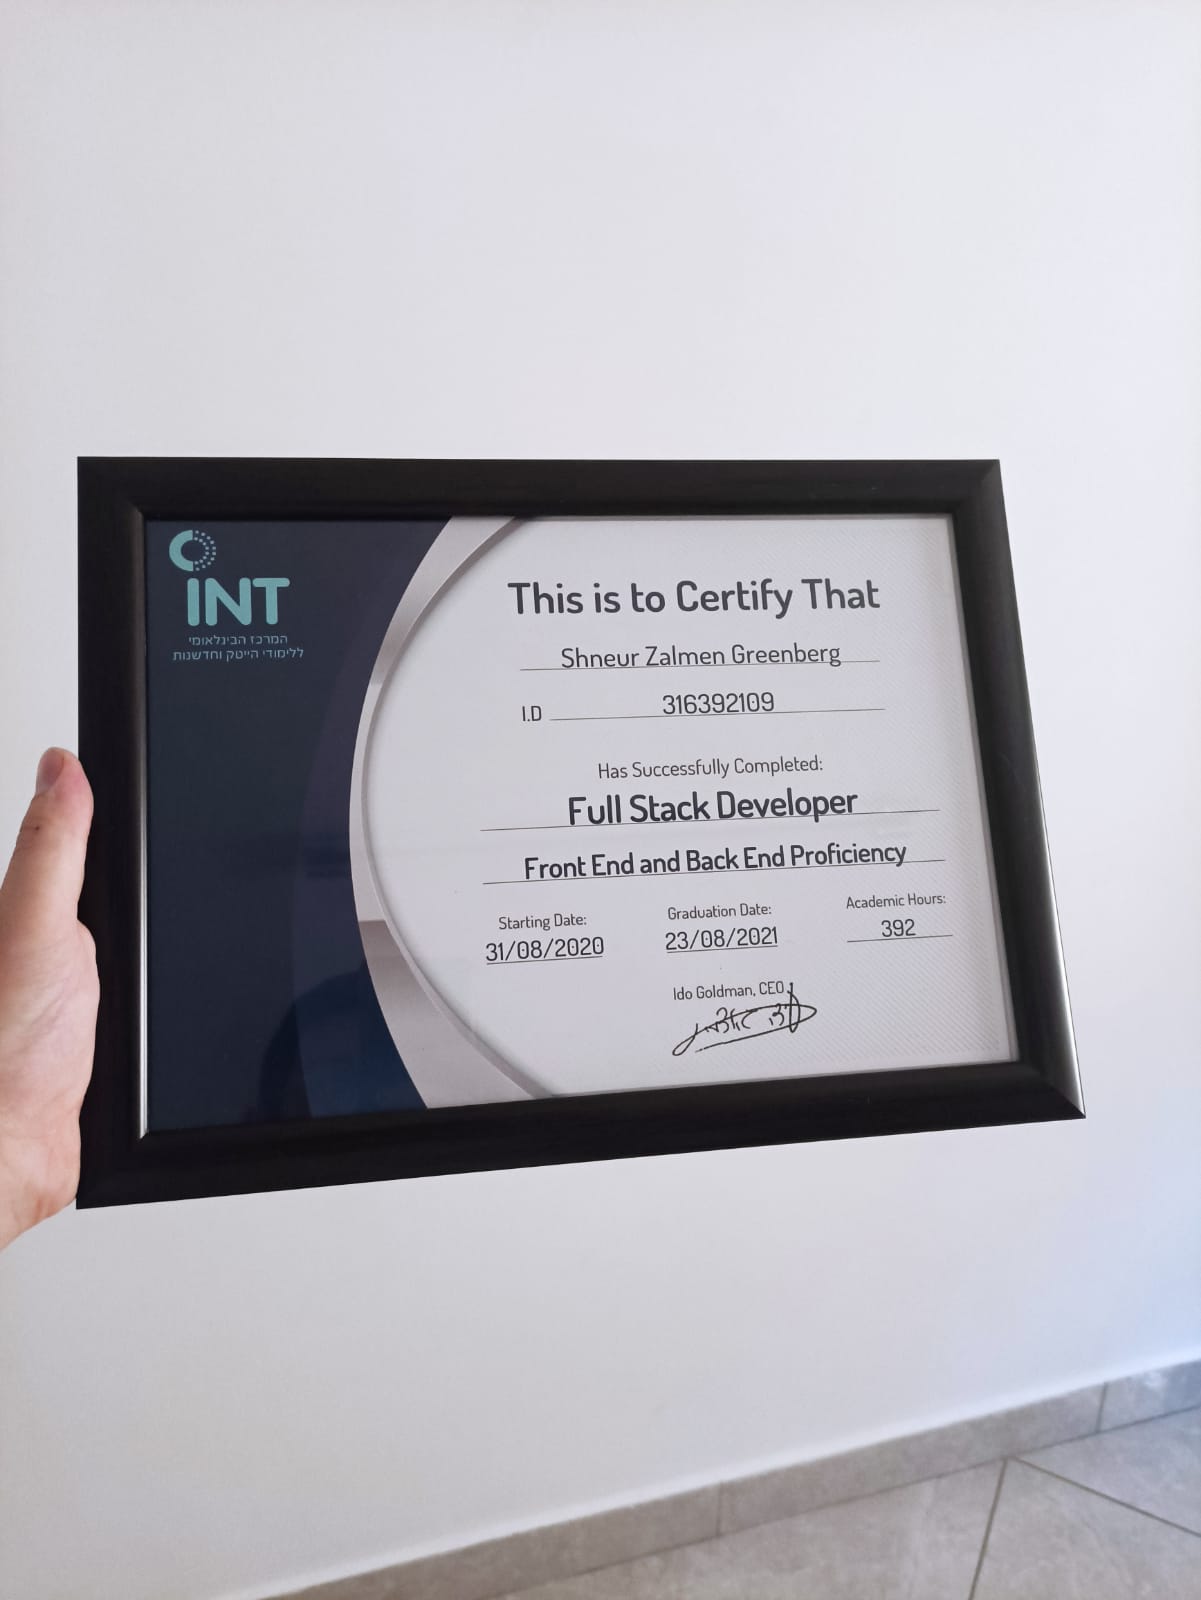 INT
המרכז הבינלאומי
ללימודי הייטק וחדשנות
This is to Certify That
Shneur Zalmen Greenberg
I.D 316392109
Has Successfully Completed:
Full Stack Developer
Front End and Back End Proficiency
Starting Date: Graduation Date: Academic Hours:
31/08/2020 23/08/2021 392
Ido Goldman, CEO